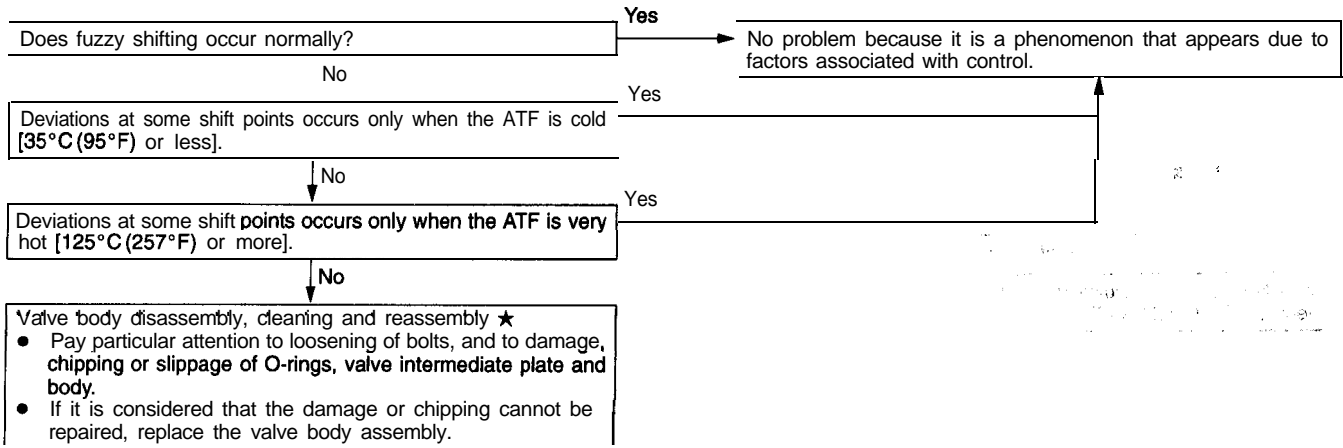 Yes
Does fuzzy shifting occur normally?
No problem because it is a phenomenon that appears due to
factors associated with control.
No
Yes
Deviations at some shift points occurs only when the ATF is cold
[35°C (95°F) or less].
No
Yes
Deviations at some shift points occurs only when the ATF is very
hot [125°C (257°F) or more].
No
Valve body disassembly, cleaning and reassembly ★
● Pay particular attention to loosening of bolts, and to damage,
chipping or slippage of O-rings, valve intermediate plate and
body.
● If it is considered that the damage or chipping cannot be
repaired, replace the valve body assembly.